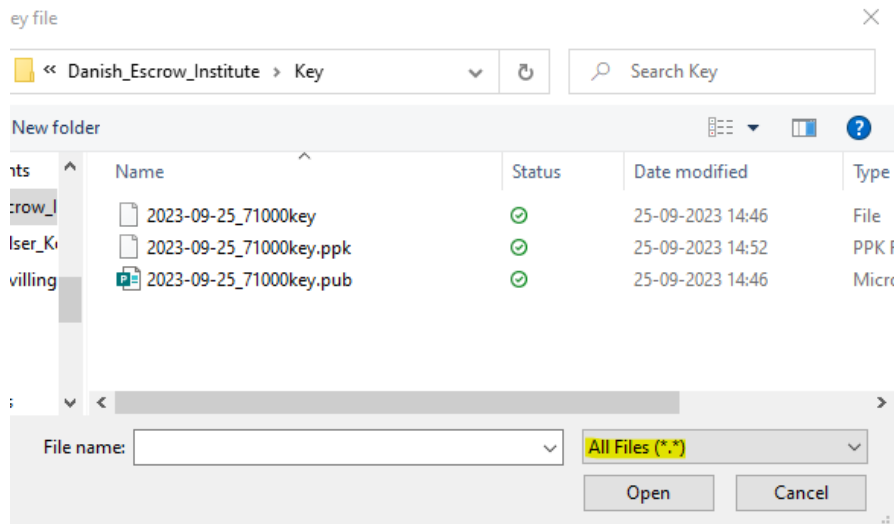 ey file
« Danish_Escrow_Institute > Key Search Key
New folder
nts Name Status Date modified Type
crow_I 2023-09-25_71000key 25-09-2023 14:46 File
Iser_K 2023-09-25_71000key.ppk 25-09-2023 14:52 PPK F
villing 2023-09-25_71000key.pub 25-09-2023 14:46 Micro
s
File name: All Files (*.*)
Open Cancel